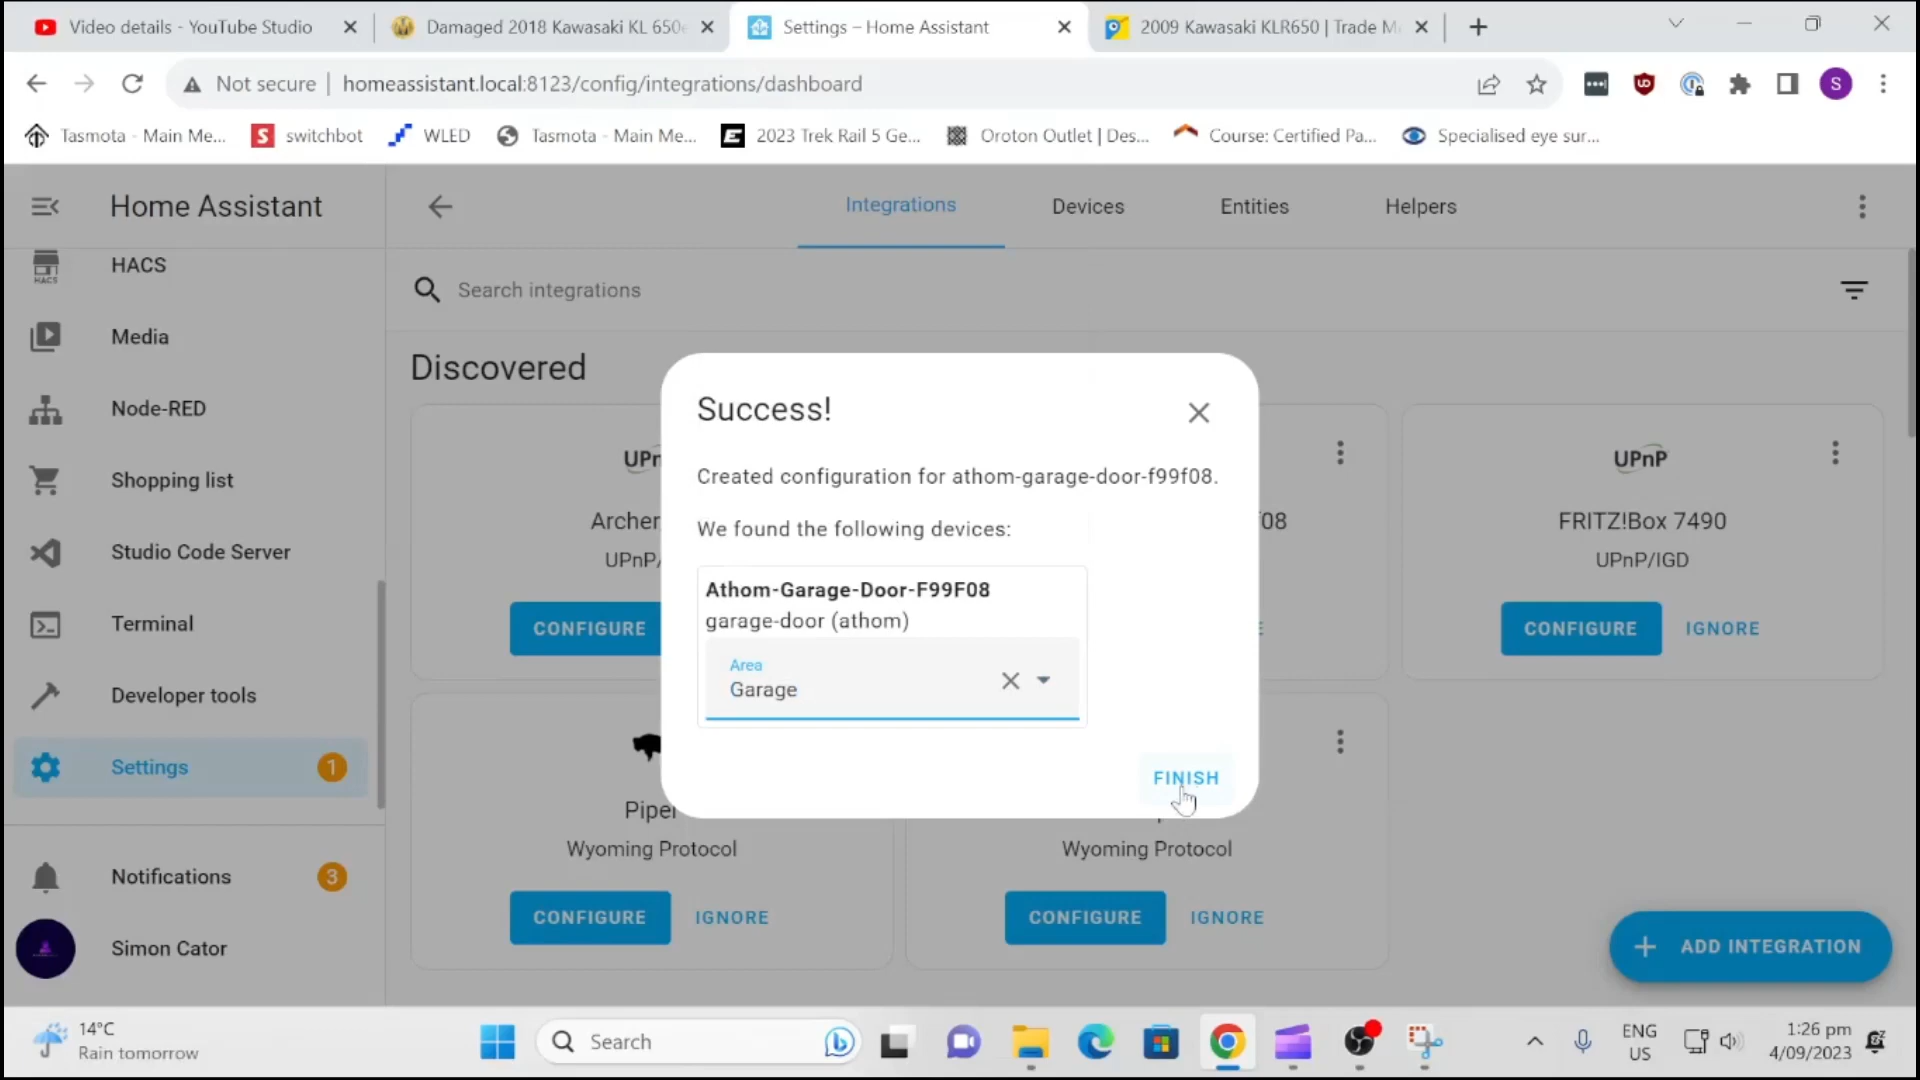 Video details - YouTube Studio
Damaged 2018 Kawasaki KL 650
Settings – Home Assistant
2009 Kawasaki KLR650 | Trade M
Not secure
homeassistant.local:8123/config/integrations/dashboard
S
Tasmota - Main Me...
switchbot
WLED
Tasmota - Main Me...
2023 Trek Rail 5 Ge...
Oroton Outlet | Des...
Course: Certified Pa...
Specialised eye sur...
Home Assistant
Integrations
Devices
Entities
Helpers
HACS
HACS
Media
Node-RED
Shopping list
Studio Code Server
Terminal
Developer tools
Settings
1
Notifications
3
Simon Cator
Search integrations
Discovered
UPn
Archer
UPnP/
CONFIGURE
F08
UPnP
FRITZ!Box 7490
UPnP/IGD
CONFIGURE
IGNORE
Success!
Created configuration for athom-garage-door-f99f08.
We found the following devices:
Athom-Garage-Door-F99F08
garage-door (athom)
Area
Garage
FINISH
Piper
Wyoming Protocol
CONFIGURE
IGNORE
Wyoming Protocol
CONFIGURE
IGNORE
ADD INTEGRATION
14°C
Rain tomorrow
Search
ENG
US
1:26 pm
4/09/2023